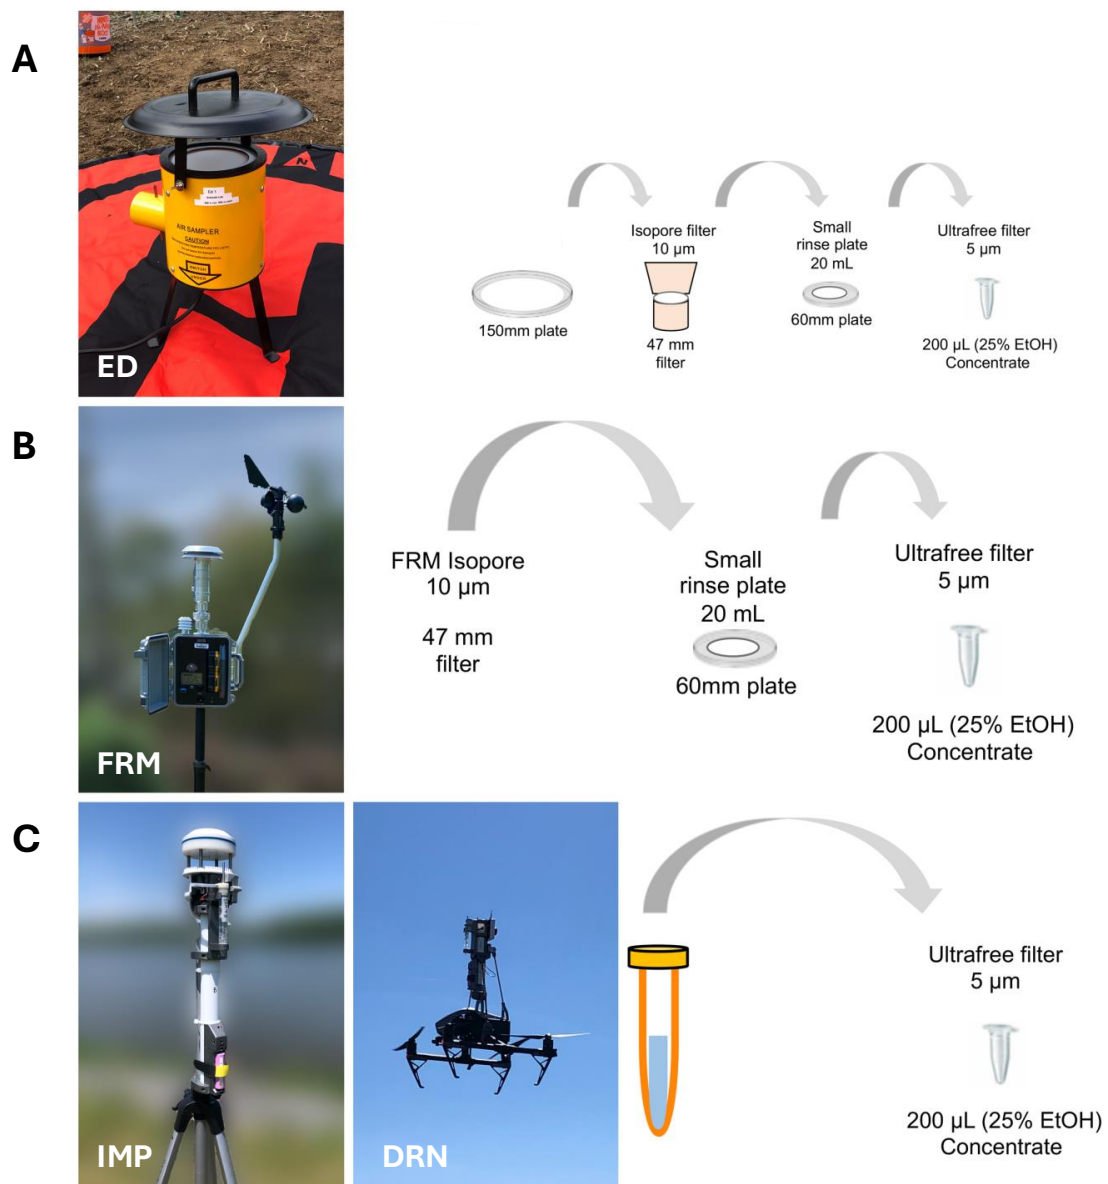 A
AIR SAMPLER
CAUTION
ED
150mm plate
Isopore filter
10 µm
47 mm
filter
Small
rinse plate
20 mL
60mm plate
Ultrafree filter
5 µm
200 µL (25% EtOH)
Concentrate
B
FRM
FRM Isopore
10 µm
47 mm
filter
Small
rinse plate
20 mL
60mm plate
Ultrafree filter
5 µm
200 µL (25% EtOH)
Concentrate
C
IMP
DRN
Ultrafree filter
5 µm
200 µL (25% EtOH)
Concentrate